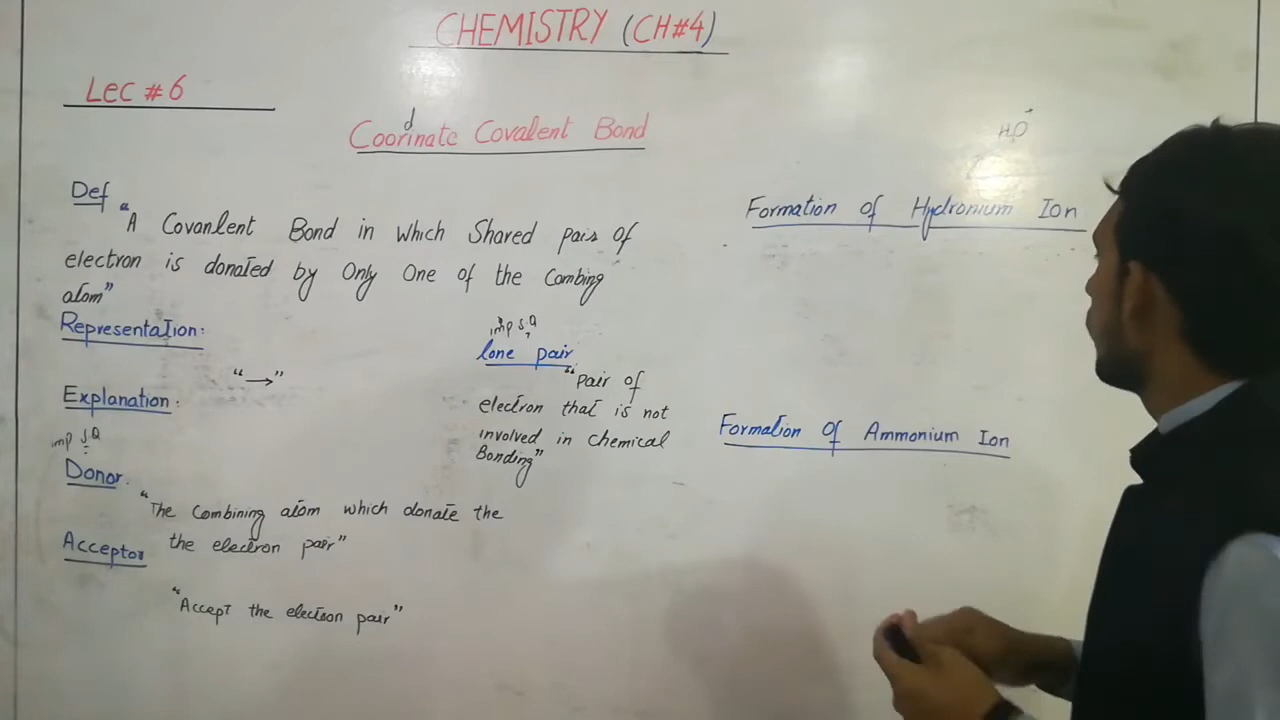 CHEMISTRY (CH#4)
Lec # 6
Coordinate Covalent Bond
Def
"A Covanlent Bond in which Shared pair of
electron is donated by Only One of the Combing
atom"
Representation:
"→"
Explanation:
imp S.Q
Donor.
"The Combining atom which donate the
the electron pair"
Acceptor
"Accept the electron pair"
imp S.Q
lone pair
"pair of
electron that is not
involved in chemical
Bonding"
H₃O⁺
Formation of Hydronium Ion
Formation Of Ammonium Ion